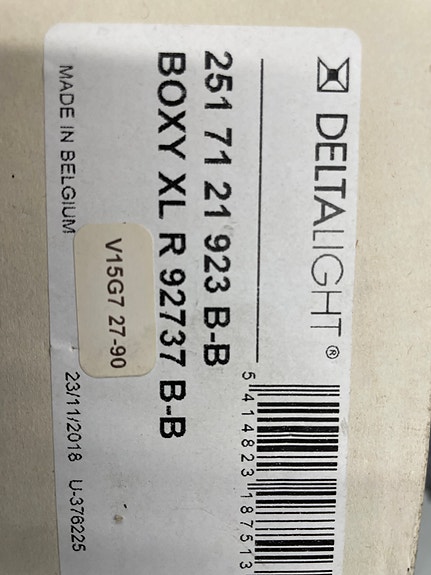 DELTALIGHT®
251 71 21 923 B-B
BOXY XL R 92737 B-B
5 414823 187513
V15G7 27-90
MADE IN BELGIUM
23/11/2018 U-376225